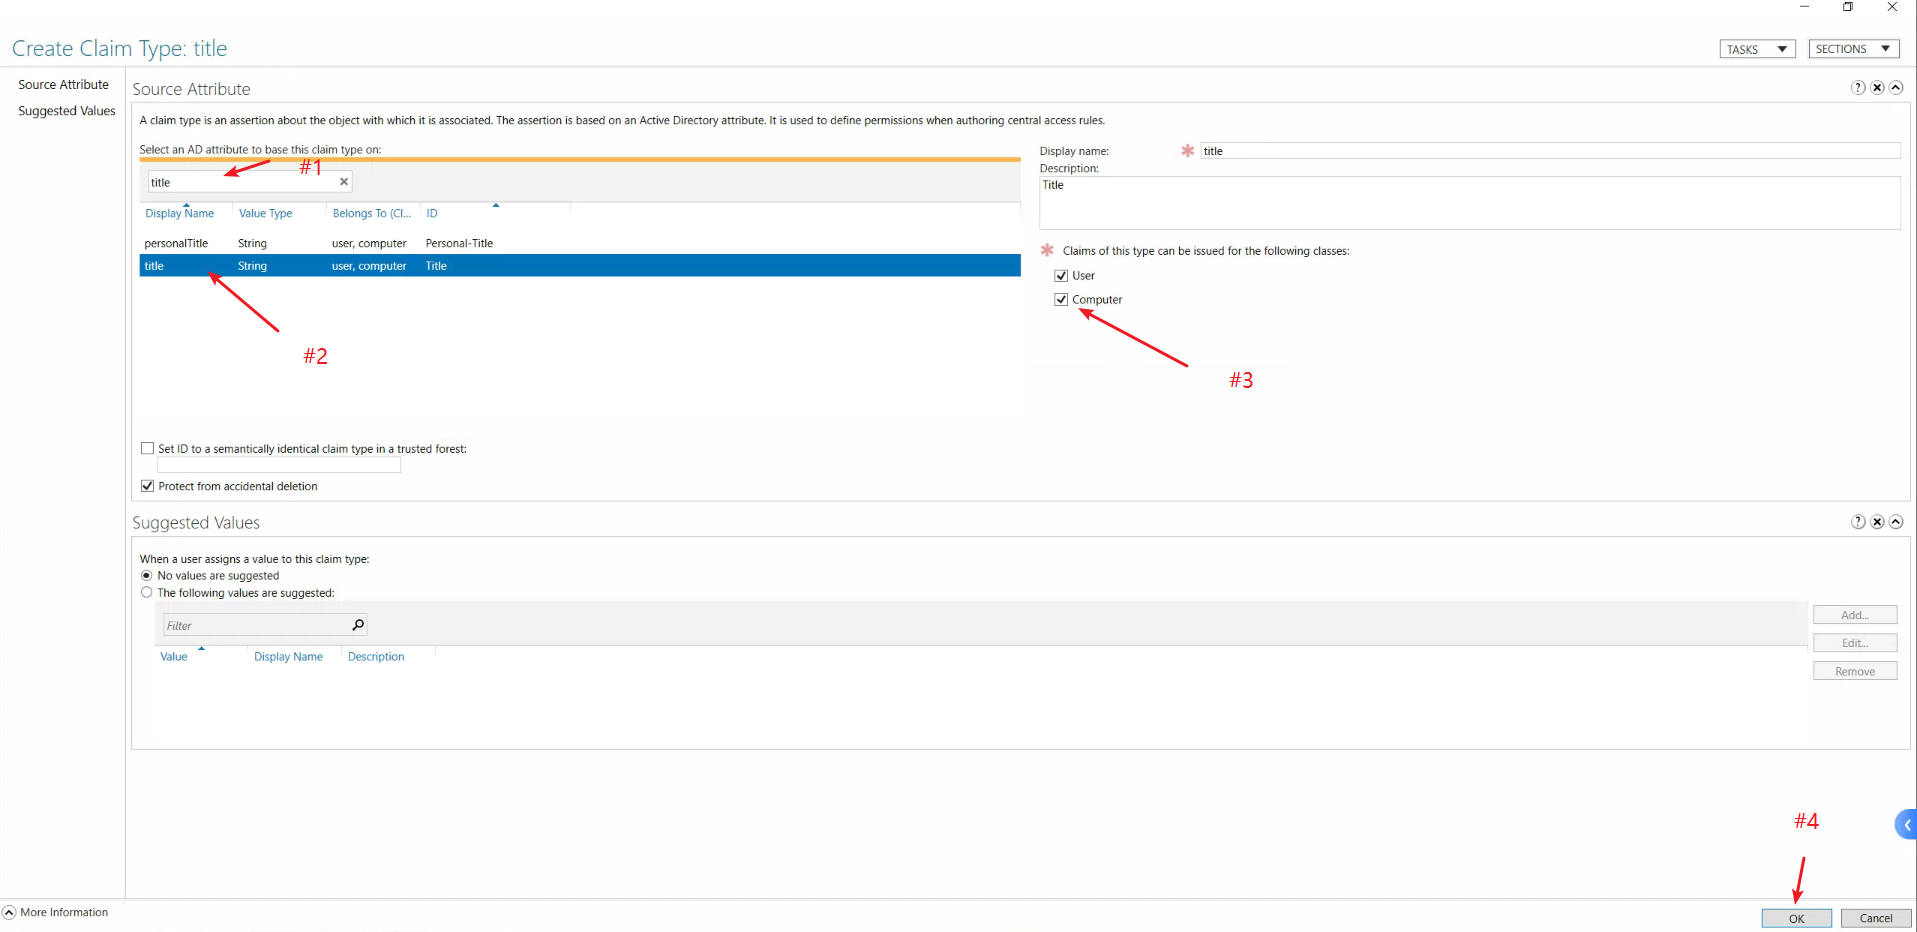 Create Claim Type: title
TASKS
SECTIONS
Source Attribute
Suggested Values
Source Attribute
A claim type is an assertion about the object with which it is associated. The assertion is based on an Active Directory attribute. It is used to define permissions when authoring central access rules.
Select an AD attribute to base this claim type on:
#1
title
Display Name Value Type Belongs To (Cl... ID
personalTitle String user, computer Personal-Title
title String user, computer Title
#2
Display name: title
Description:
Title
Claims of this type can be issued for the following classes:
User
Computer
#3
Set ID to a semantically identical claim type in a trusted forest:
Protect from accidental deletion
Suggested Values
When a user assigns a value to this claim type:
No values are suggested
The following values are suggested:
Filter
Value Display Name Description
Add...
Edit...
Remove
#4
More Information
OK
Cancel